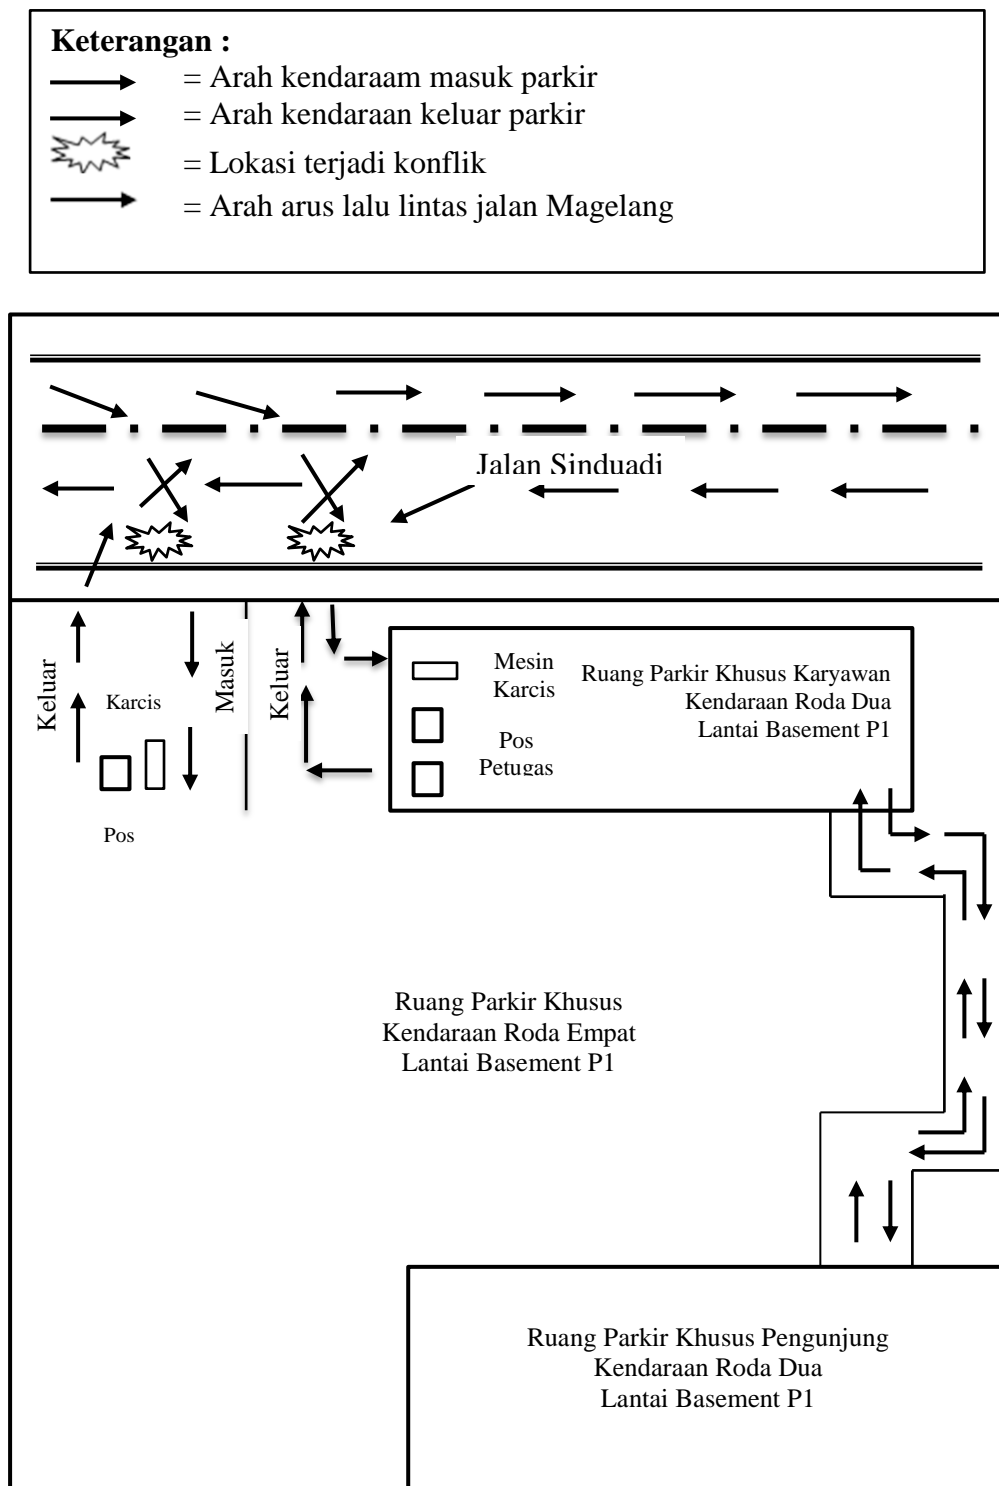 Keterangan :
= Arah kendaraam masuk parkir
= Arah kendaraan keluar parkir
= Lokasi terjadi konflik
= Arah arus lalu lintas jalan Magelang
Jalan Sinduadi
Keluar
Karcis
Masuk
Keluar
Pos
Mesin
Karcis
Pos
Petugas
Ruang Parkir Khusus Karyawan
Kendaraan Roda Dua
Lantai Basement P1
Ruang Parkir Khusus
Kendaraan Roda Empat
Lantai Basement P1
Ruang Parkir Khusus Pengunjung
Kendaraan Roda Dua
Lantai Basement P1